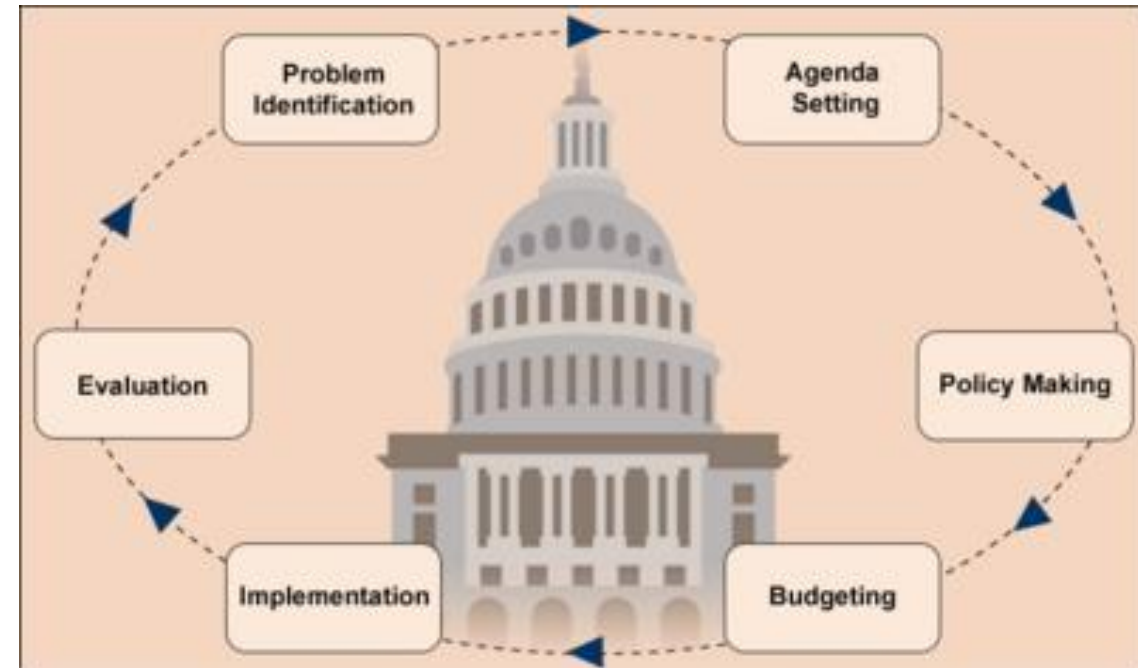 Problem
Identification
Agenda
Setting
Policy Making
Budgeting
Implementation
Evaluation